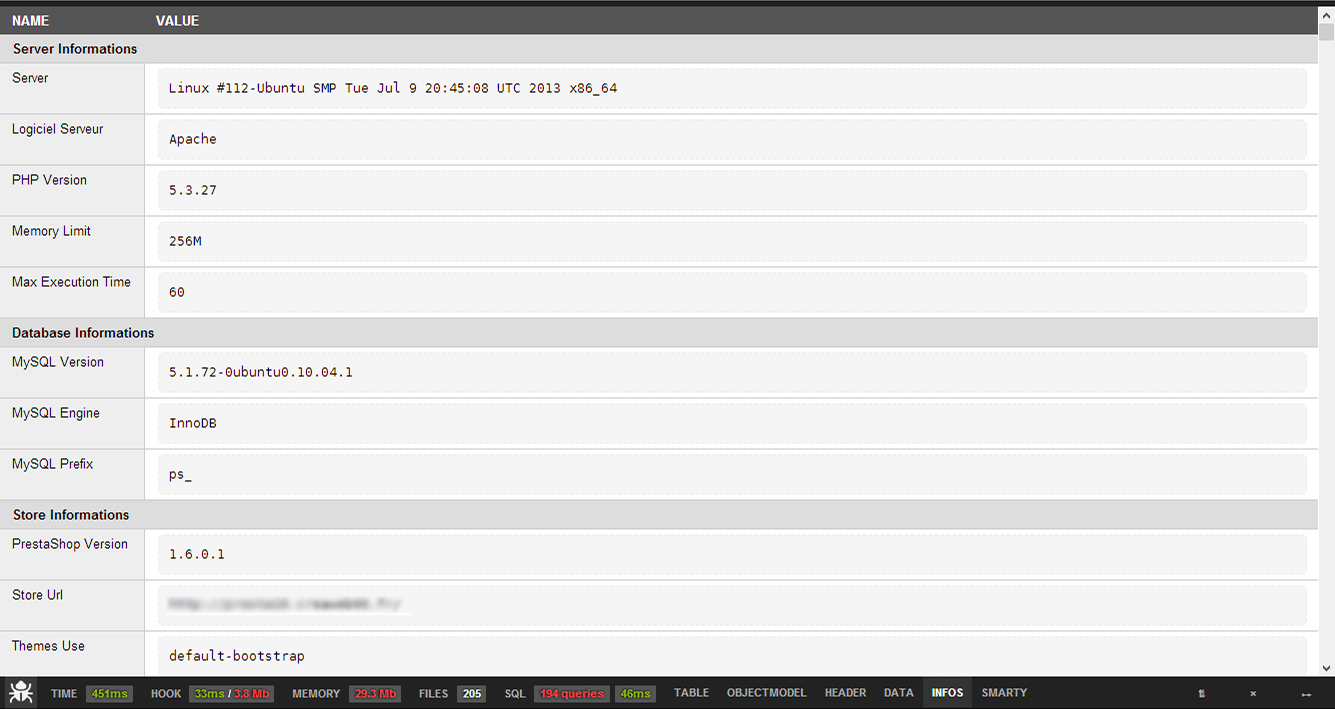 NAME VALUE
Server Informations
Server Linux #112-Ubuntu SMP Tue Jul 9 20:45:08 UTC 2013 x86_64
Logiciel Serveur Apache
PHP Version 5.3.27
Memory Limit 256M
Max Execution Time 60
Database Informations
MySQL Version 5.1.72-0ubuntu0.10.04.1
MySQL Engine InnoDB
MySQL Prefix ps_
Store Informations
PrestaShop Version 1.6.0.1
Store Url
Themes Use default-bootstrap
TIME 451ms HOOK 33ms / 3.8 Mb MEMORY 29.3 Mb FILES 205 SQL 194 queries 46ms TABLE OBJECTMODEL HEADER DATA INFOS SMARTY